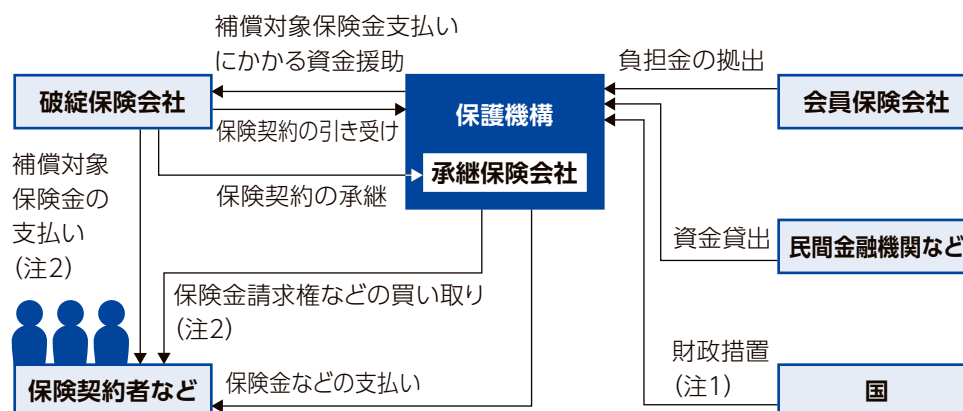 補償対象保険金支払い
にかかる資金援助
負担金の拠出
破綻保険会社
保護機構
会員保険会社
保険契約の引き受け
承継保険会社
補償対象
保険金の
支払い
(注2)
保険契約の承継
資金貸出
民間金融機関など
保険金請求権などの買い取り
(注2)
財政措置
(注1)
保険契約者など
保険金などの支払い
国